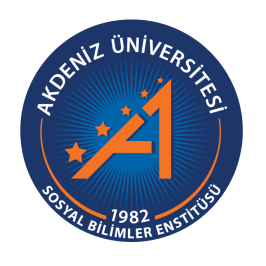 AKDENİZ ÜNİVERSİTESİ
1982
SOSYAL BİLİMLER ENSTİTÜSÜ